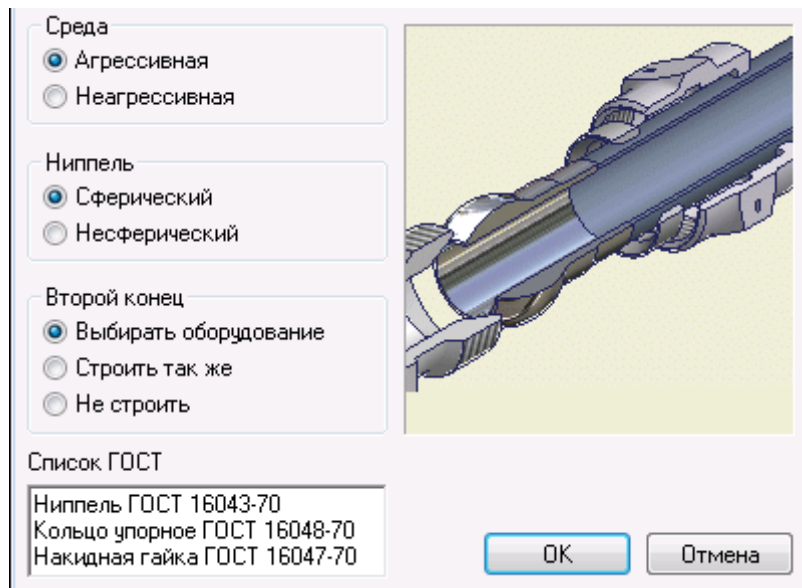 Среда
Агрессивная
Неагрессивная
Ниппель
Сферический
Несферический
Второй конец
Выбирать оборудование
Строить так же
Не строить
Список ГОСТ
Ниппель ГОСТ 16043-70
Кольцо упорное ГОСТ 16048-70
Накидная гайка ГОСТ 16047-70
OK
Отмена